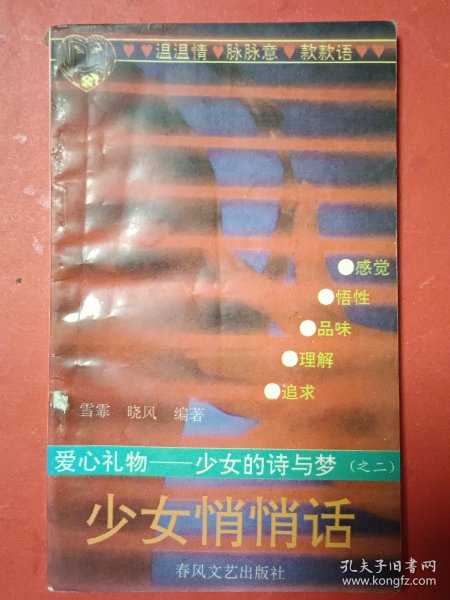 温温情 ♥ 脉脉意 ♥ 款款语
●感觉
●悟性
●品味
●理解
●追求
雪霏 晓风 编著
爱心礼物——少女的诗与梦（之二）
少女悄悄话
春风文艺出版社
孔夫子旧书网
www.kongfz.com